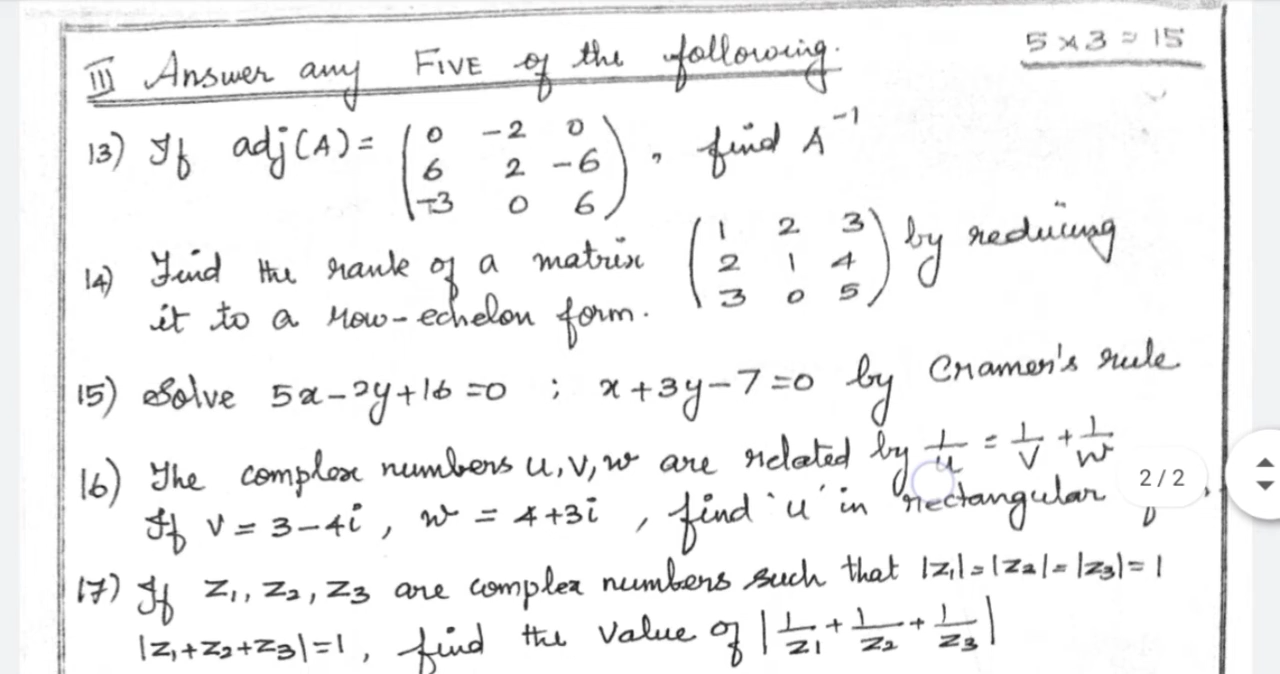 III Answer any FIVE of the following. 5×3=15
13) If adj(A)= (0 -2 0
6 2 -6
-3 0 6), find A⁻¹
14) Find the rank of a matrix (1 2 3
2 1 4
3 0 5) by reducing
it to a row-echelon form.
15) Solve 5x-2y+16=0 ; x+3y-7=0 by Cramer's rule
16) The complex numbers u,v,w are related by 1/u = 1/v + 1/w
If v = 3-4i, w = 4+3i, find 'u' in rectangular
2/2
17) If z₁, z₂, z₃ are complex numbers such that |z₁|=|z₂|=|z₃|=1
|z₁+z₂+z₃|=1, find the value of |1/z₁ + 1/z₂ + 1/z₃|